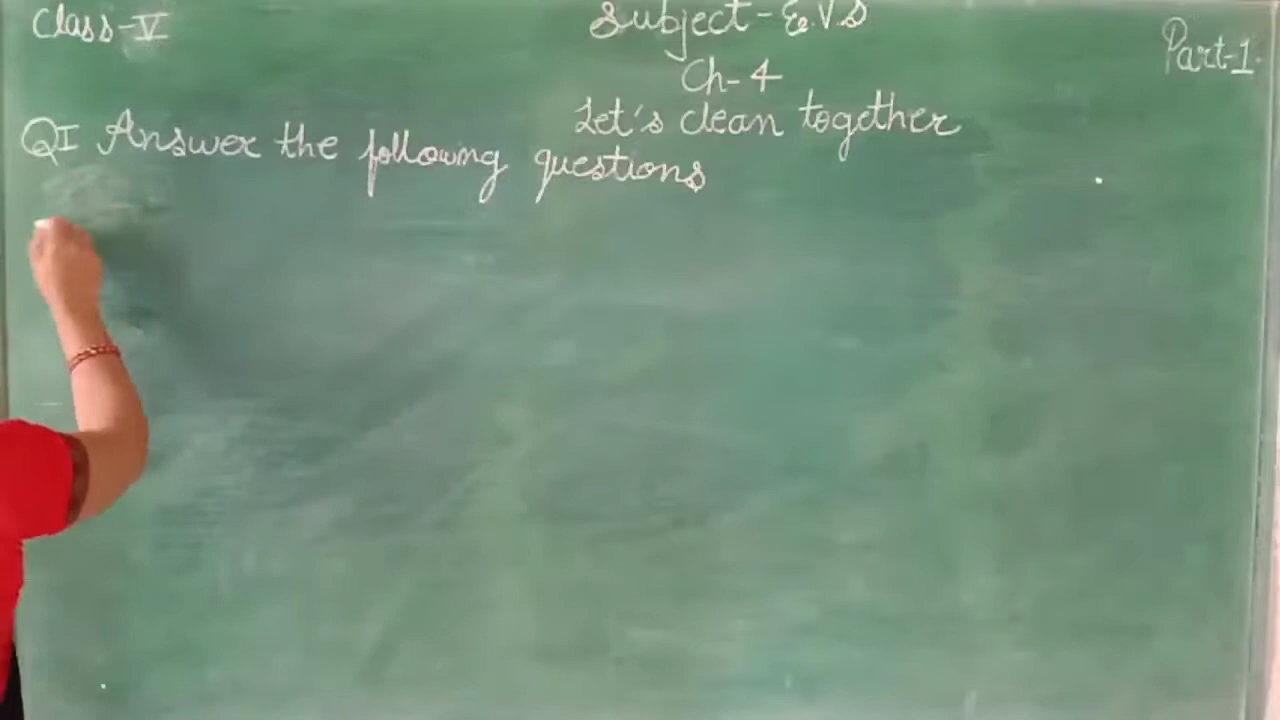 Class-V
Subject - E.V.S
Part-1.
Ch-4
Let's clean together
QI Answer the following questions